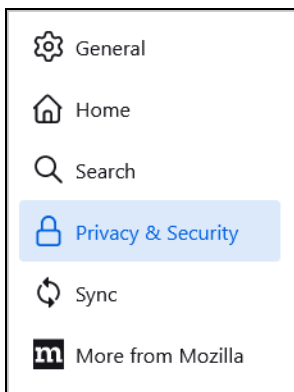 General
Home
Search
Privacy & Security
Sync
m More from Mozilla